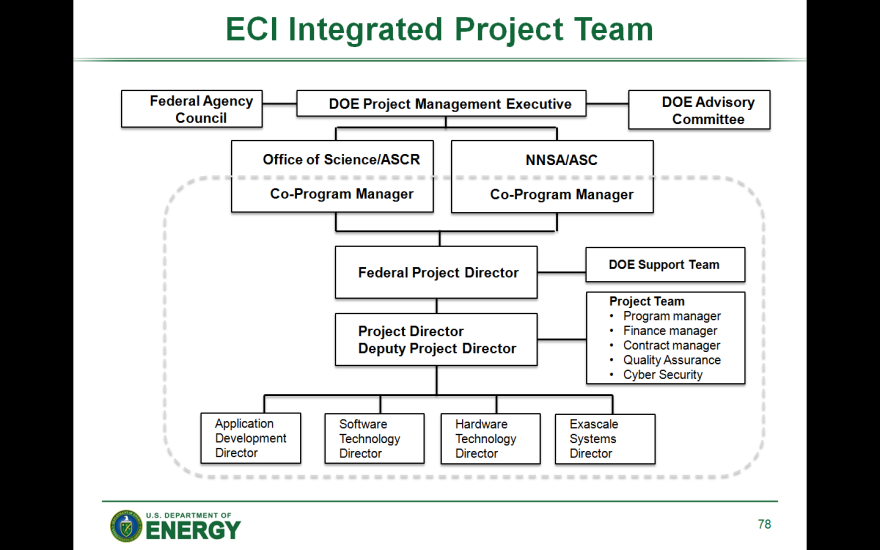 ECI Integrated Project Team
Federal Agency
Council
DOE Project Management Executive
DOE Advisory
Committee
Office of Science/ASCR
Co-Program Manager
NNSA/ASC
Co-Program Manager
Federal Project Director
DOE Support Team
Project Director
Deputy Project Director
Project Team
• Program manager
• Finance manager
• Contract manager
• Quality Assurance
• Cyber Security
Application
Development
Director
Software
Technology
Director
Hardware
Technology
Director
Exascale
Systems
Director
U.S. DEPARTMENT OF
ENERGY
78